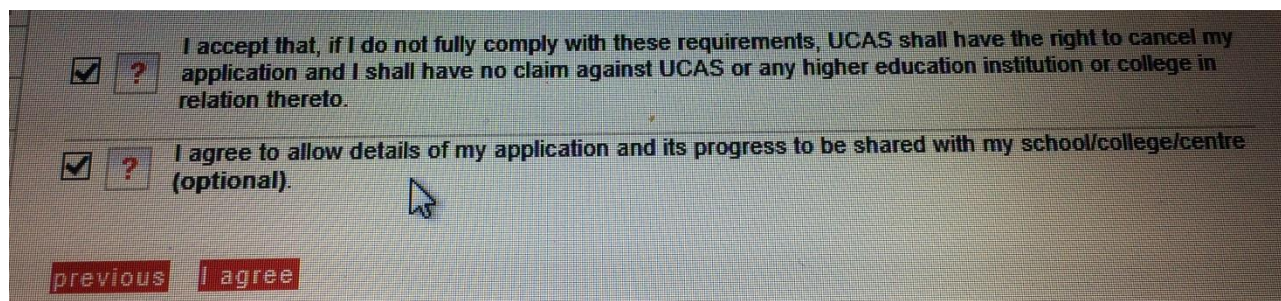 I accept that, if I do not fully comply with these requirements, UCAS shall have the right to cancel my
? application and I shall have no claim against UCAS or any higher education institution or college in
relation thereto.
? I agree to allow details of my application and its progress to be shared with my school/college/centre
(optional).
previous I agree